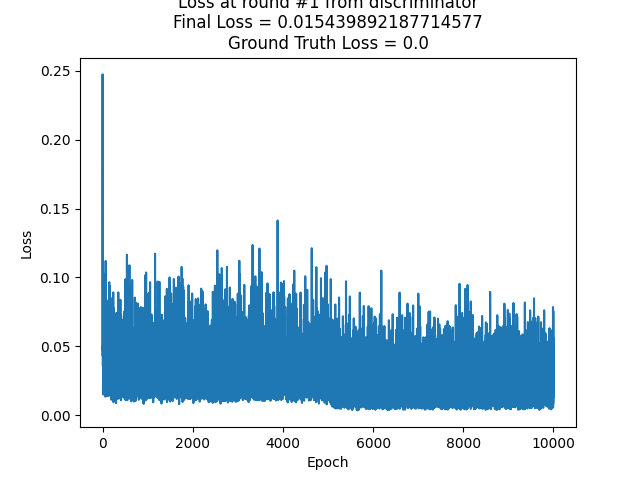 Loss at round #1 from discriminator
Final Loss = 0.015439892187714577
Ground Truth Loss = 0.0
0.25
0.20
0.15
0.10
0.05
0.00
Loss
0
2000
4000
6000
8000
10000
Epoch